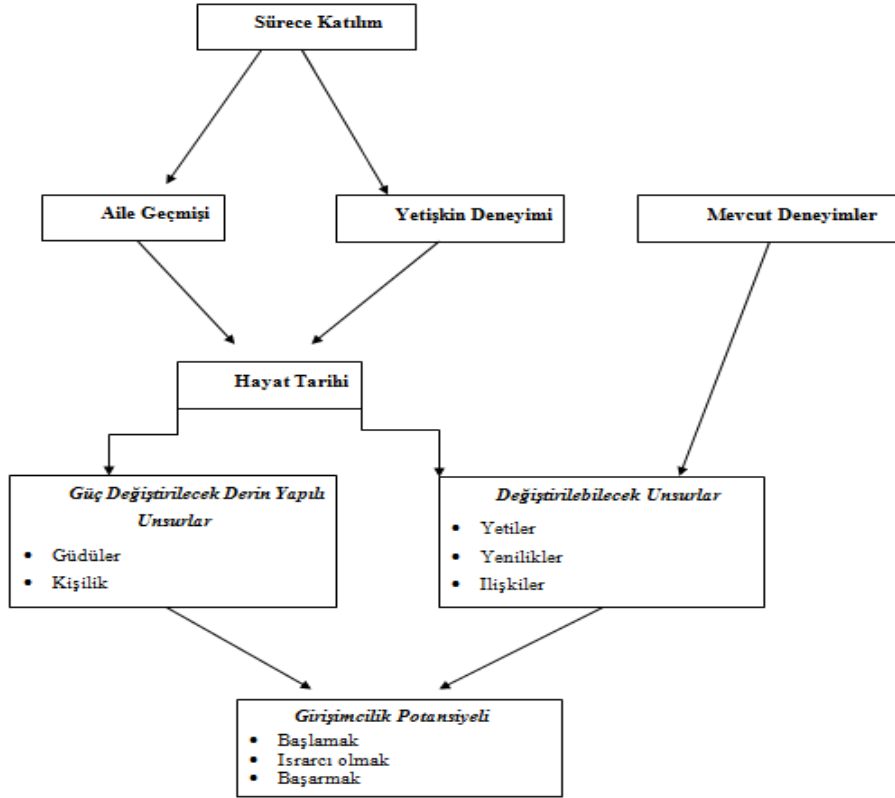 Sürece Katılım
Aile Geçmişi
Yetişkin Deneyimi
Mevcut Deneyimler
Hayat Tarihi
Güç Değiştirilecek Derin Yapılı
Unsurlar
• Güdüler
• Kişilik
Değiştirilebilecek Unsurlar
• Yetiler
• Yenilikler
• Ilişkiler
Girişimcilik Potansiyeli
• Başlamak
• Israrcı olmak
• Başarmak